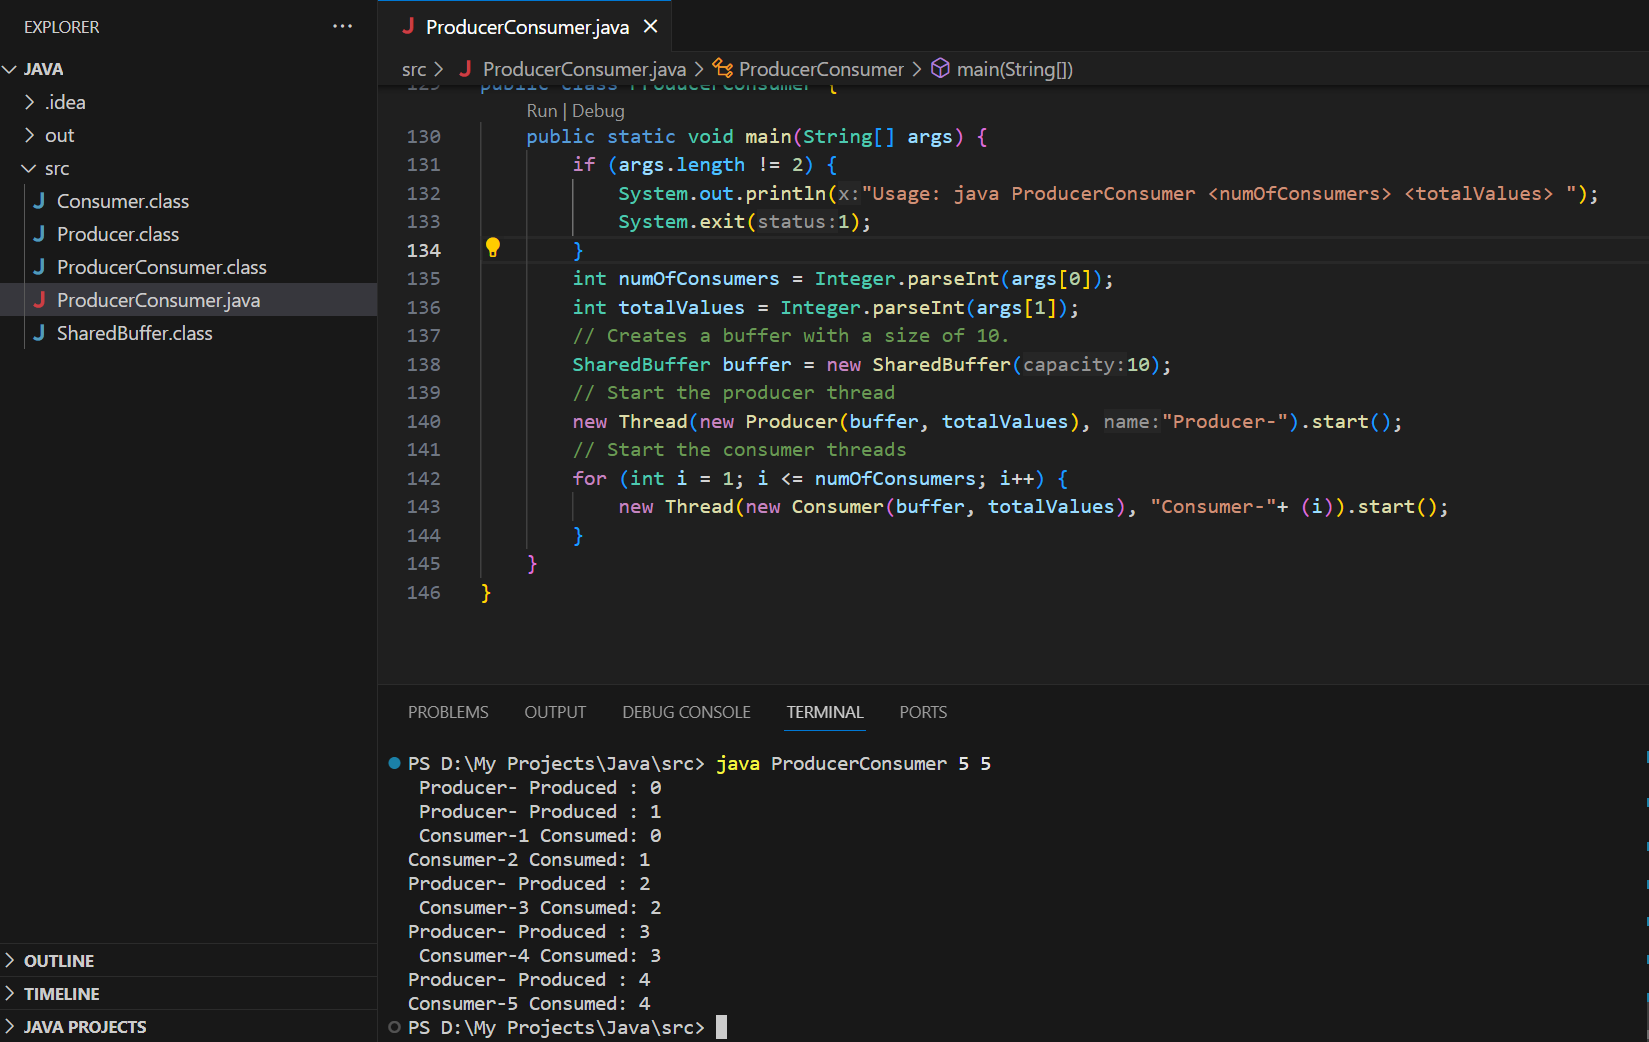 EXPLORER
JAVA
.idea
out
src
Consumer.class
Producer.class
ProducerConsumer.class
ProducerConsumer.java
SharedBuffer.class
OUTLINE
TIMELINE
JAVA PROJECTS
ProducerConsumer.java
src > ProducerConsumer.java > ProducerConsumer > main(String[])
129 public class ProducerConsumer {
Run | Debug
130 public static void main(String[] args) {
131 if (args.length != 2) {
132 System.out.println(x:"Usage: java ProducerConsumer <numOfConsumers> <totalValues> ");
133 System.exit(status:1);
134 }
135 int numOfConsumers = Integer.parseInt(args[0]);
136 int totalValues = Integer.parseInt(args[1]);
137 // Creates a buffer with a size of 10.
138 SharedBuffer buffer = new SharedBuffer(capacity:10);
139 // Start the producer thread
140 new Thread(new Producer(buffer, totalValues), name:"Producer-").start();
141 // Start the consumer threads
142 for (int i = 1; i <= numOfConsumers; i++) {
143 new Thread(new Consumer(buffer, totalValues), "Consumer-"+ (i)).start();
144 }
145 }
146 }
PROBLEMS OUTPUT DEBUG CONSOLE TERMINAL PORTS
PS D:\My Projects\Java\src> java ProducerConsumer 5 5
Producer- Produced : 0
Producer- Produced : 1
Consumer-1 Consumed: 0
Consumer-2 Consumed: 1
Producer- Produced : 2
Consumer-3 Consumed: 2
Producer- Produced : 3
Consumer-4 Consumed: 3
Producer- Produced : 4
Consumer-5 Consumed: 4
PS D:\My Projects\Java\src>